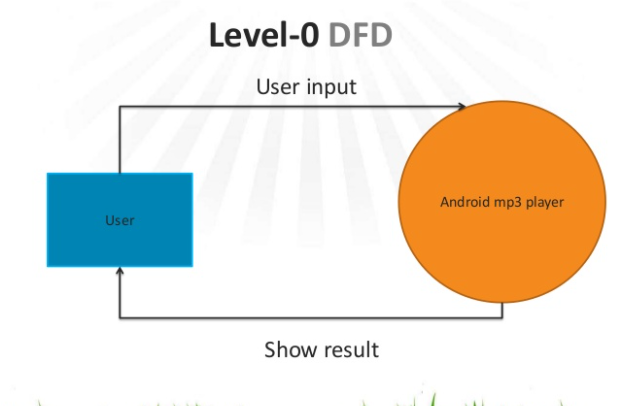 Level-0 DFD
User input
User
Android mp3 player
Show result